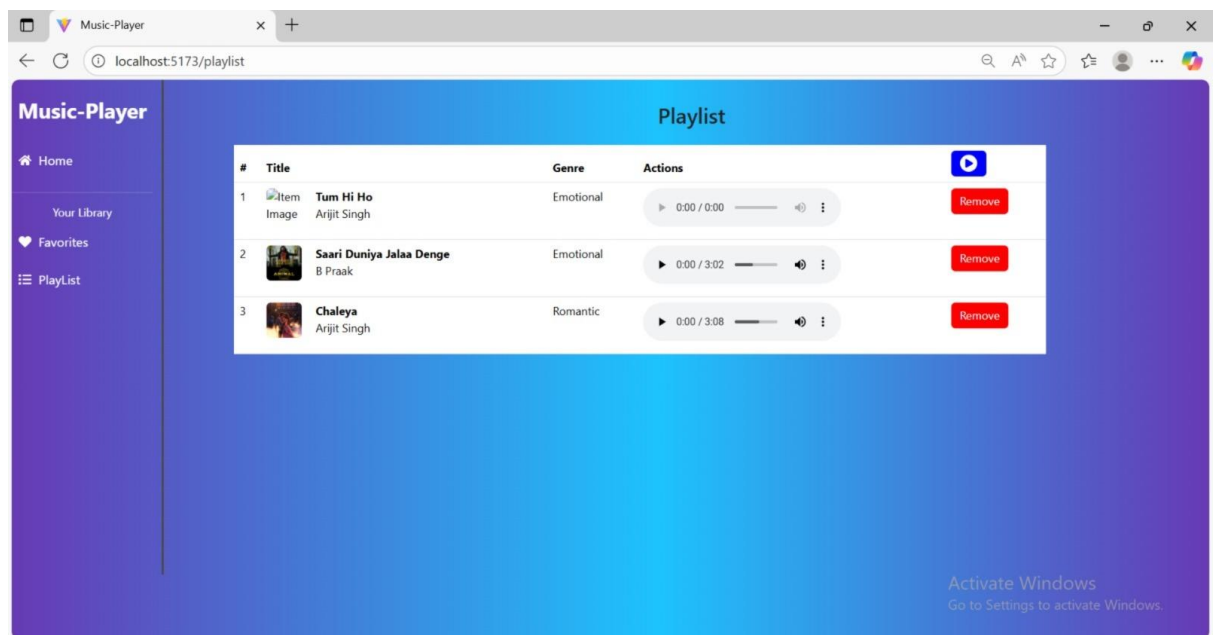 Music-Player
localhost:5173/playlist
Music-Player
Playlist
Home
# Title Genre Actions
1 Item Image Tum Hi Ho Emotional 0:00 / 0:00 Remove
Arijit Singh
Your Library
Favorites
2 Saari Duniya Jalaa Denge Emotional 0:00 / 3:02 Remove
B Praak
PlayList
3 Chaleya Romantic 0:00 / 3:08 Remove
Arijit Singh
Activate Windows
Go to Settings to activate Windows.